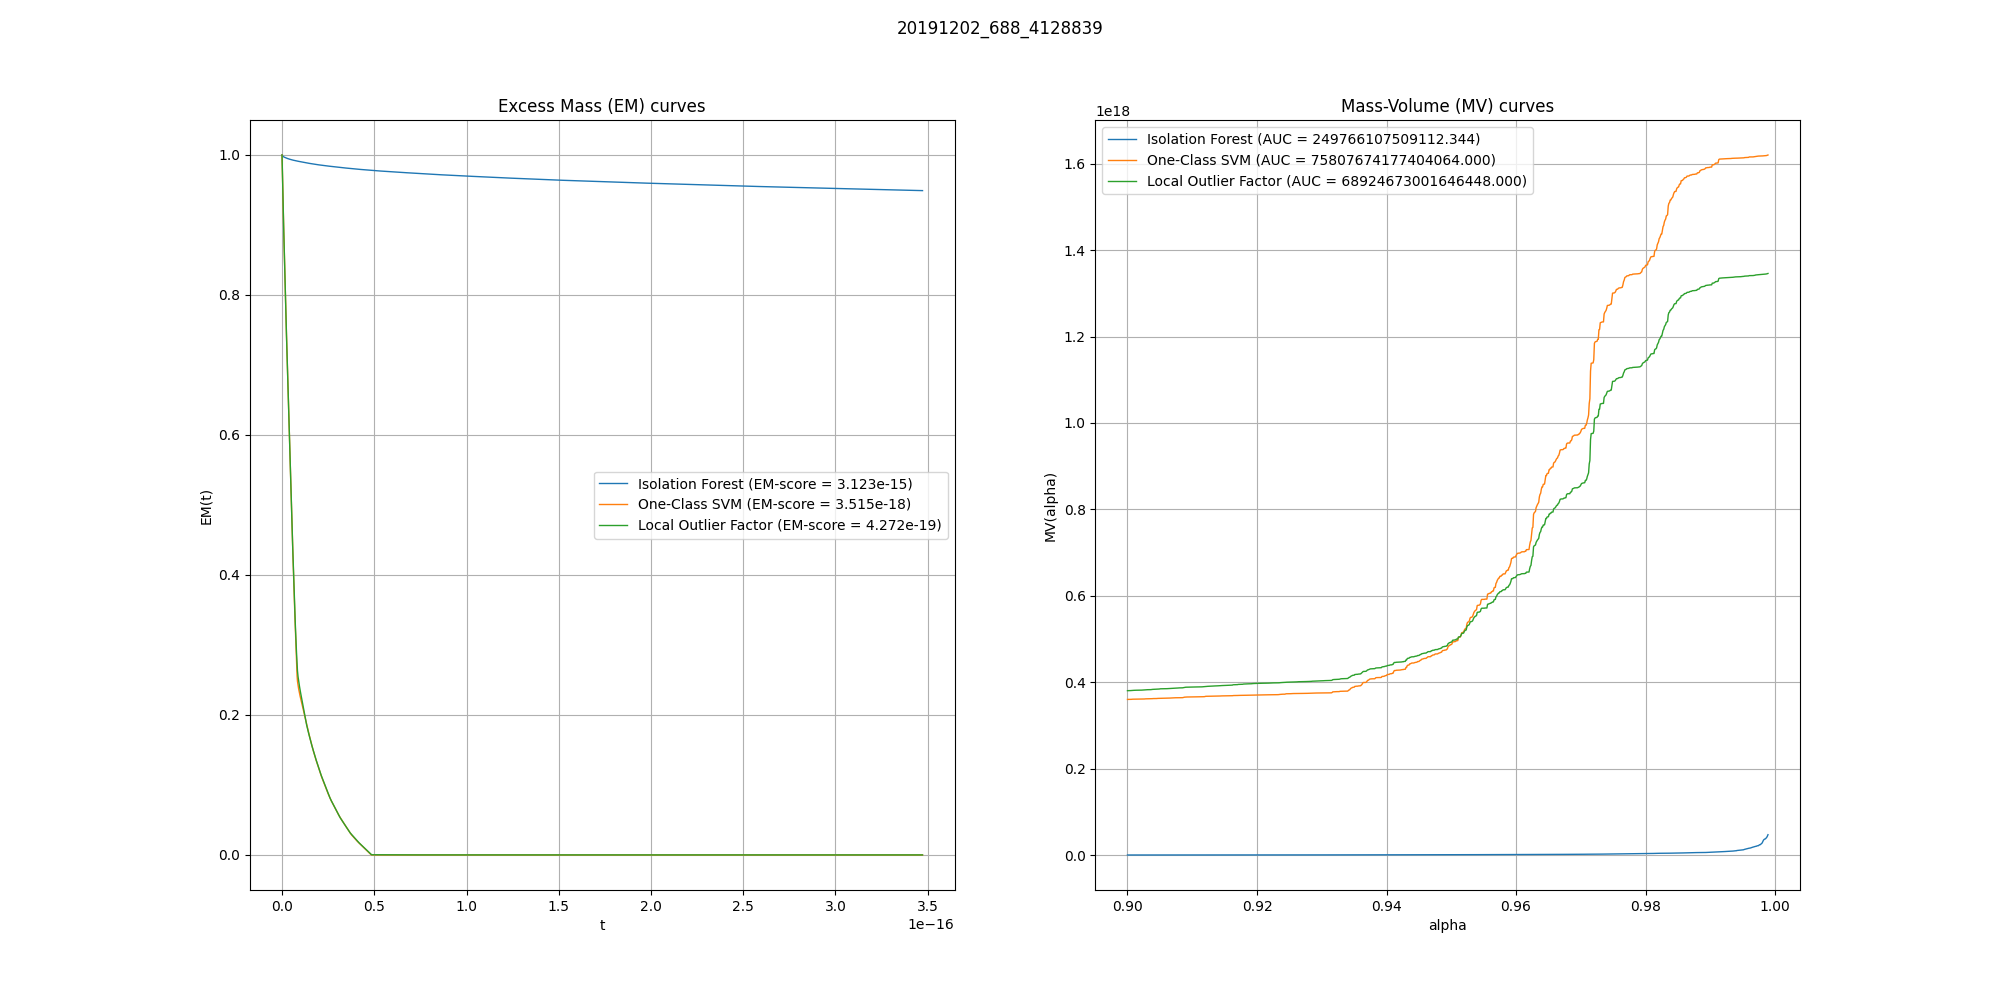 20191202_688_4128839
Excess Mass (EM) curves
EM(t)
1.0
0.8
0.6
0.4
0.2
0.0
Isolation Forest (EM-score = 3.123e-15)
One-Class SVM (EM-score = 3.515e-18)
Local Outlier Factor (EM-score = 4.272e-19)
0.0 0.5 1.0 1.5 2.0 2.5 3.0 3.5
1e−16
t
Mass-Volume (MV) curves
1e18
Isolation Forest (AUC = 249766107509112.344)
One-Class SVM (AUC = 75807674177404064.000)
Local Outlier Factor (AUC = 68924673001646448.000)
MV(alpha)
1.6
1.4
1.2
1.0
0.8
0.6
0.4
0.2
0.0
0.90 0.92 0.94 0.96 0.98 1.00
alpha